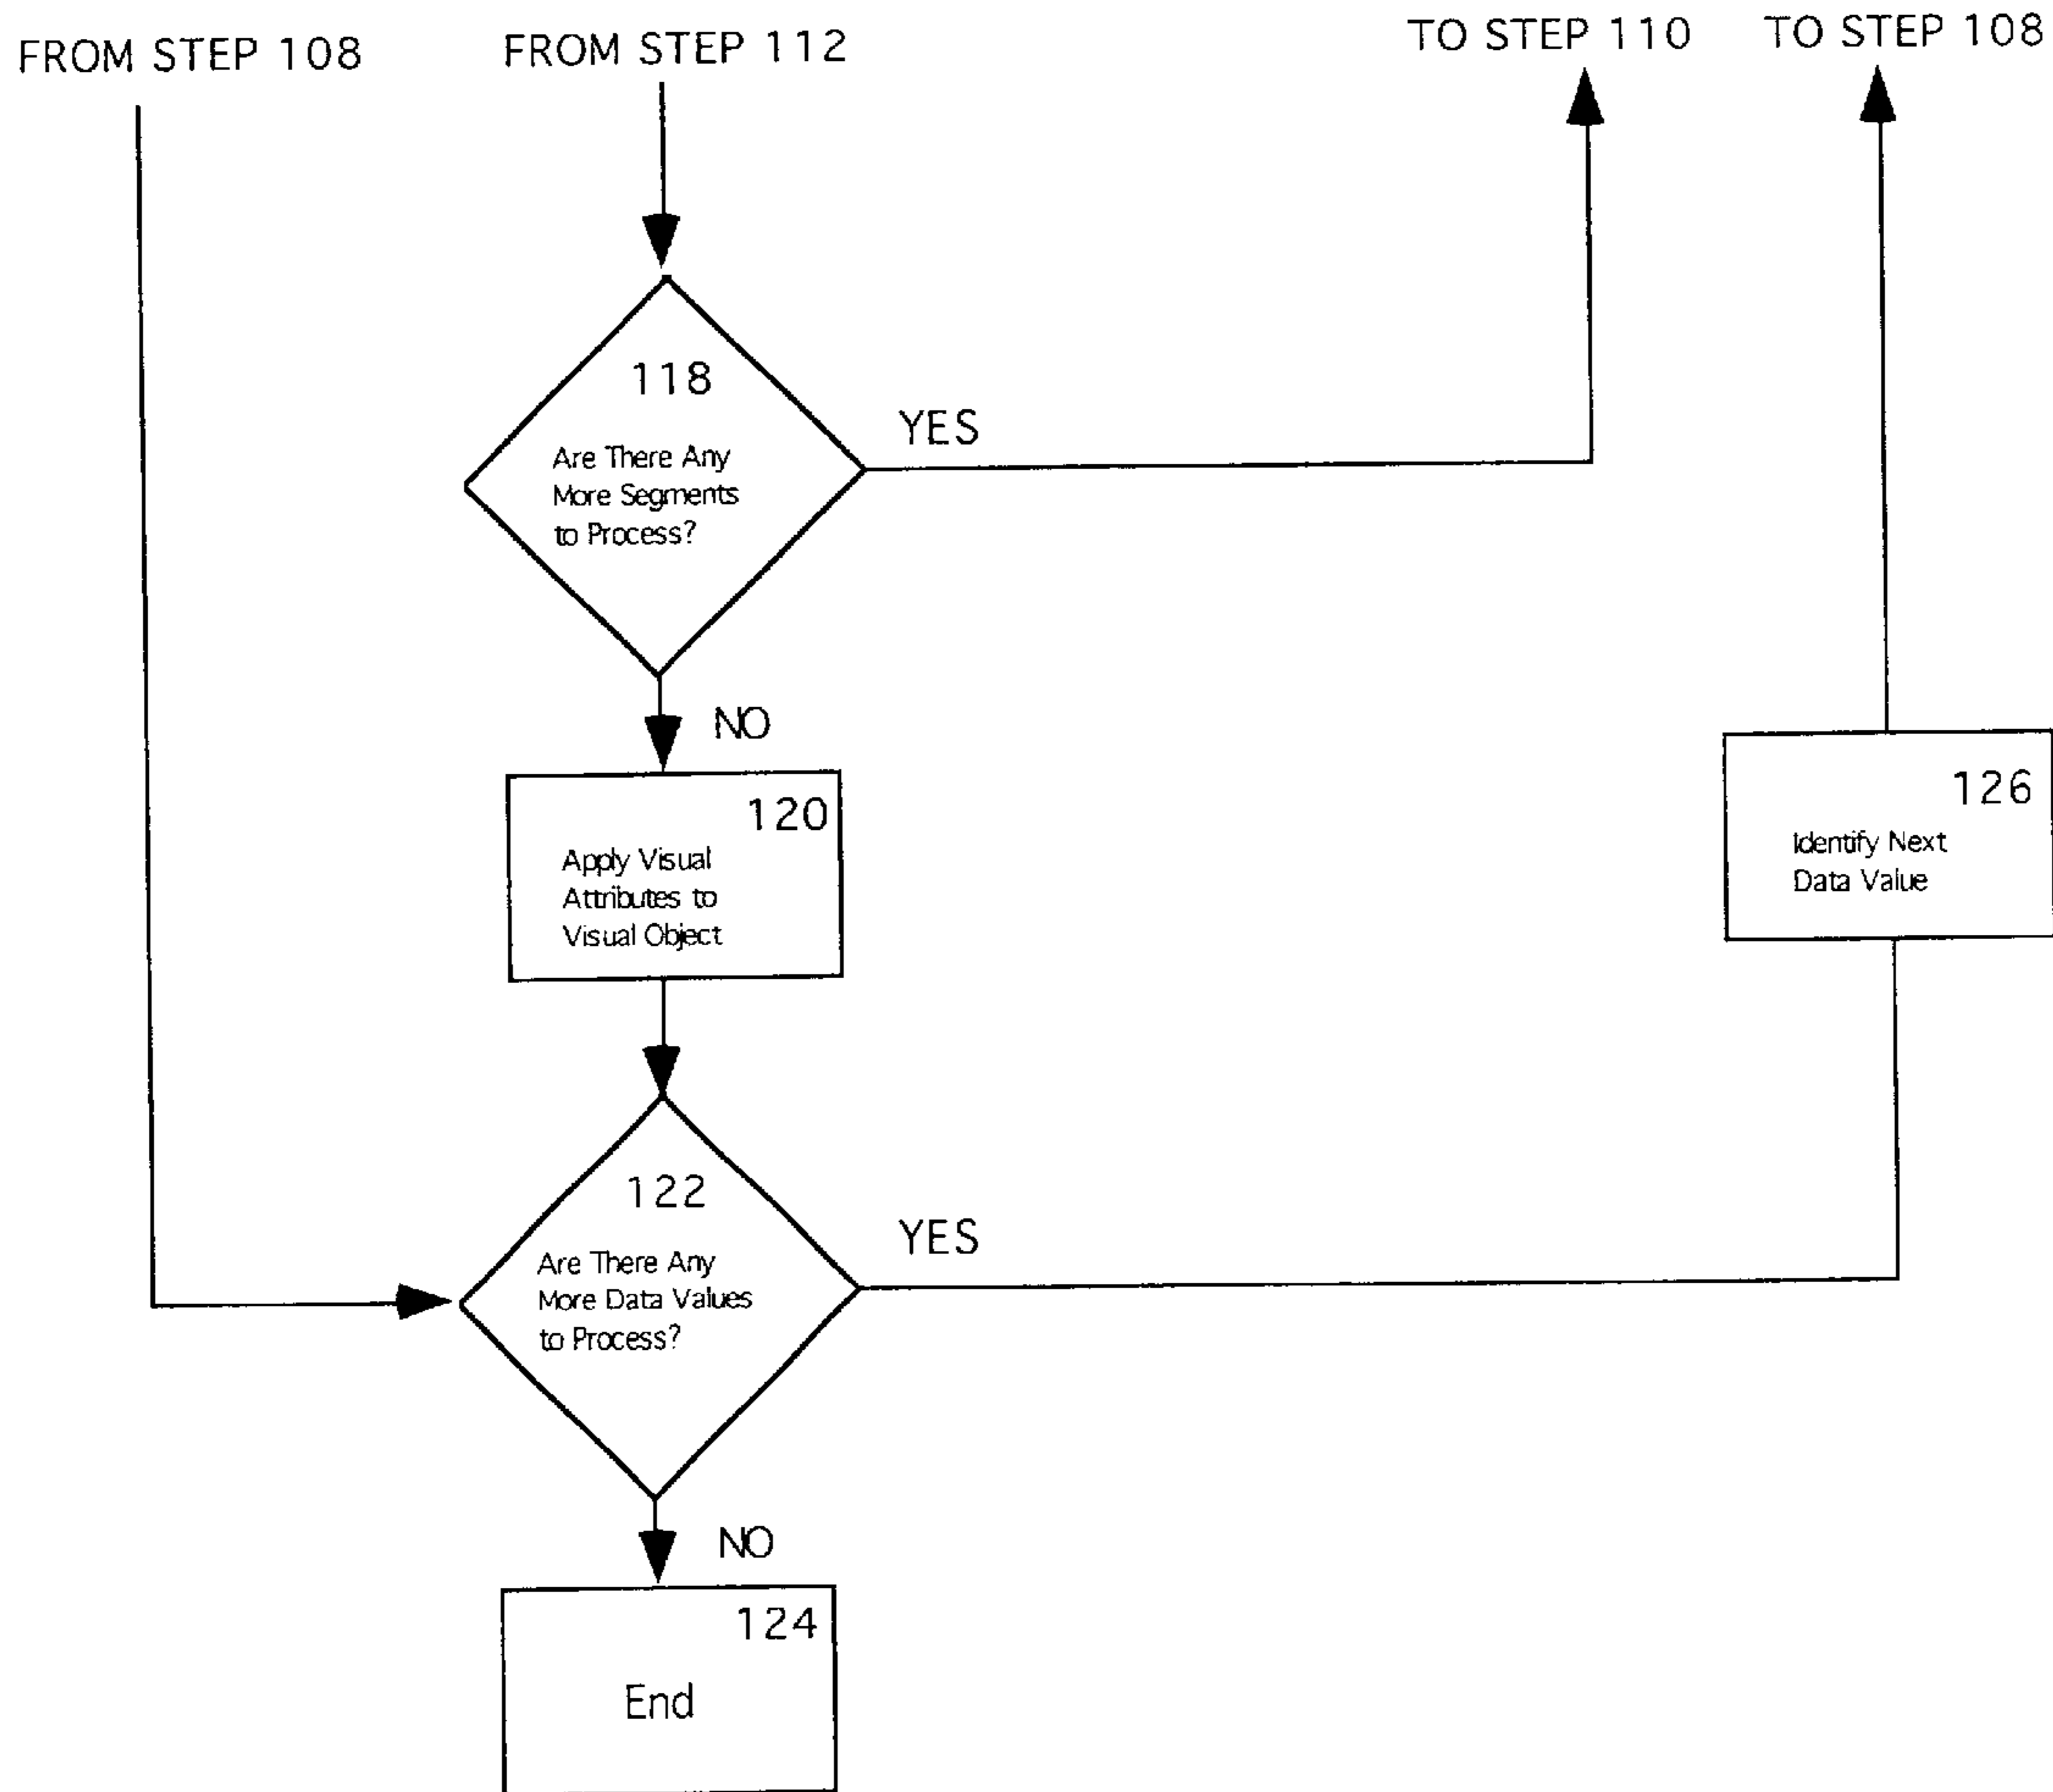 FROM STEP 108
FROM STEP 112
TO STEP 110
TO STEP 108
118
Are There Any
More Segments
to Process?
YES
NO
120
Apply Visual
Attributes to
Visual Object
126
Identify Next
Data Value
122
Are There Any
More Data Values
to Process?
YES
NO
124
End